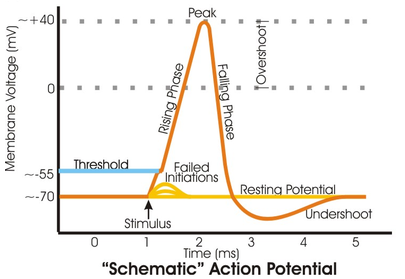 Peak
~+40
Overshoot
Membrane Voltage (mV)
Rising Phase
Falling Phase
0
Threshold
Failed
Initiations
~-55
Resting Potential
~-70
Undershoot
Stimulus
0 1 2 3 4 5
Time (ms)
“Schematic” Action Potential